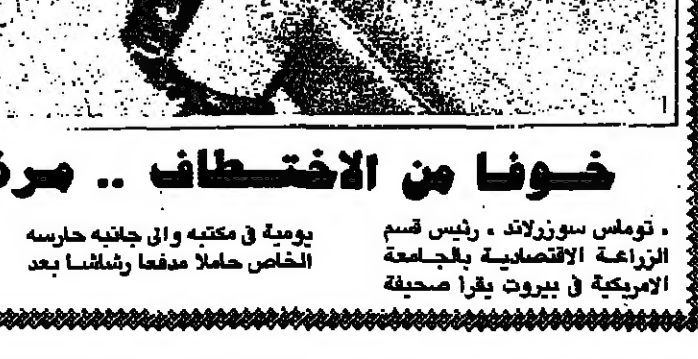 خوفا من الاختطاف ..
. توماس سوزرلاند . رئيس قسم
الزراعة الاقتصادية بالجامعة
الامريكية في بيروت يقرأ صحيفة
يومية في مكتبه والى جانبه حارسه
الخاص حاملا مدفعا رشاشا بعد